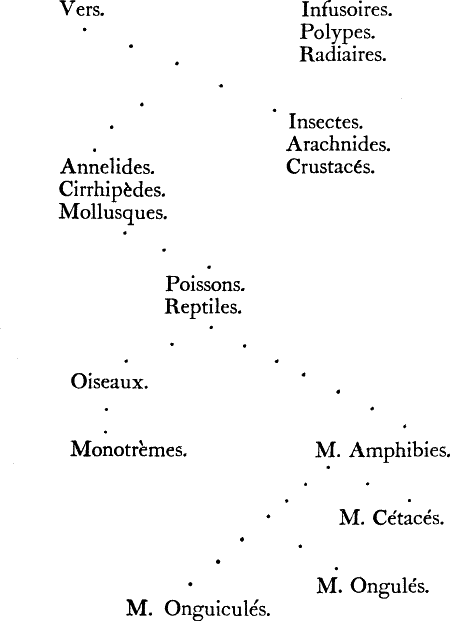 Vers.
Infusoires.
Polypes.
Radiaires.
Insectes.
Arachnides.
Crustacés.
Annelides.
Cirrhipèdes.
Mollusques.
Poissons.
Reptiles.
Oiseaux.
Monotrèmes.
M. Amphibies.
M. Cétacés.
M. Ongulés.
M. Onguiculés.